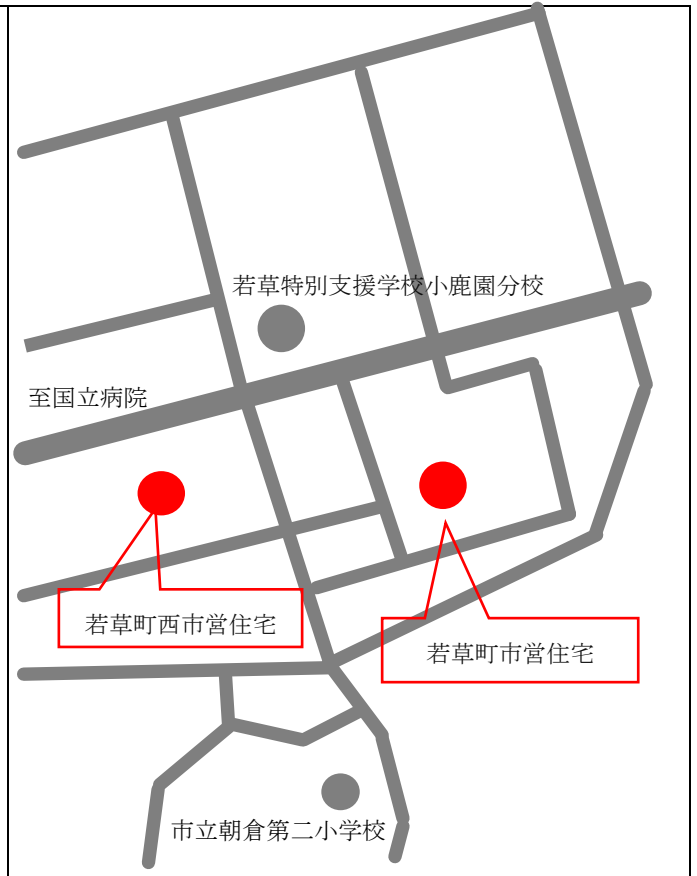 若草特別支援学校小鹿園分校
至国立病院
若草町西市営住宅
若草町市営住宅
市立朝倉第二小学校